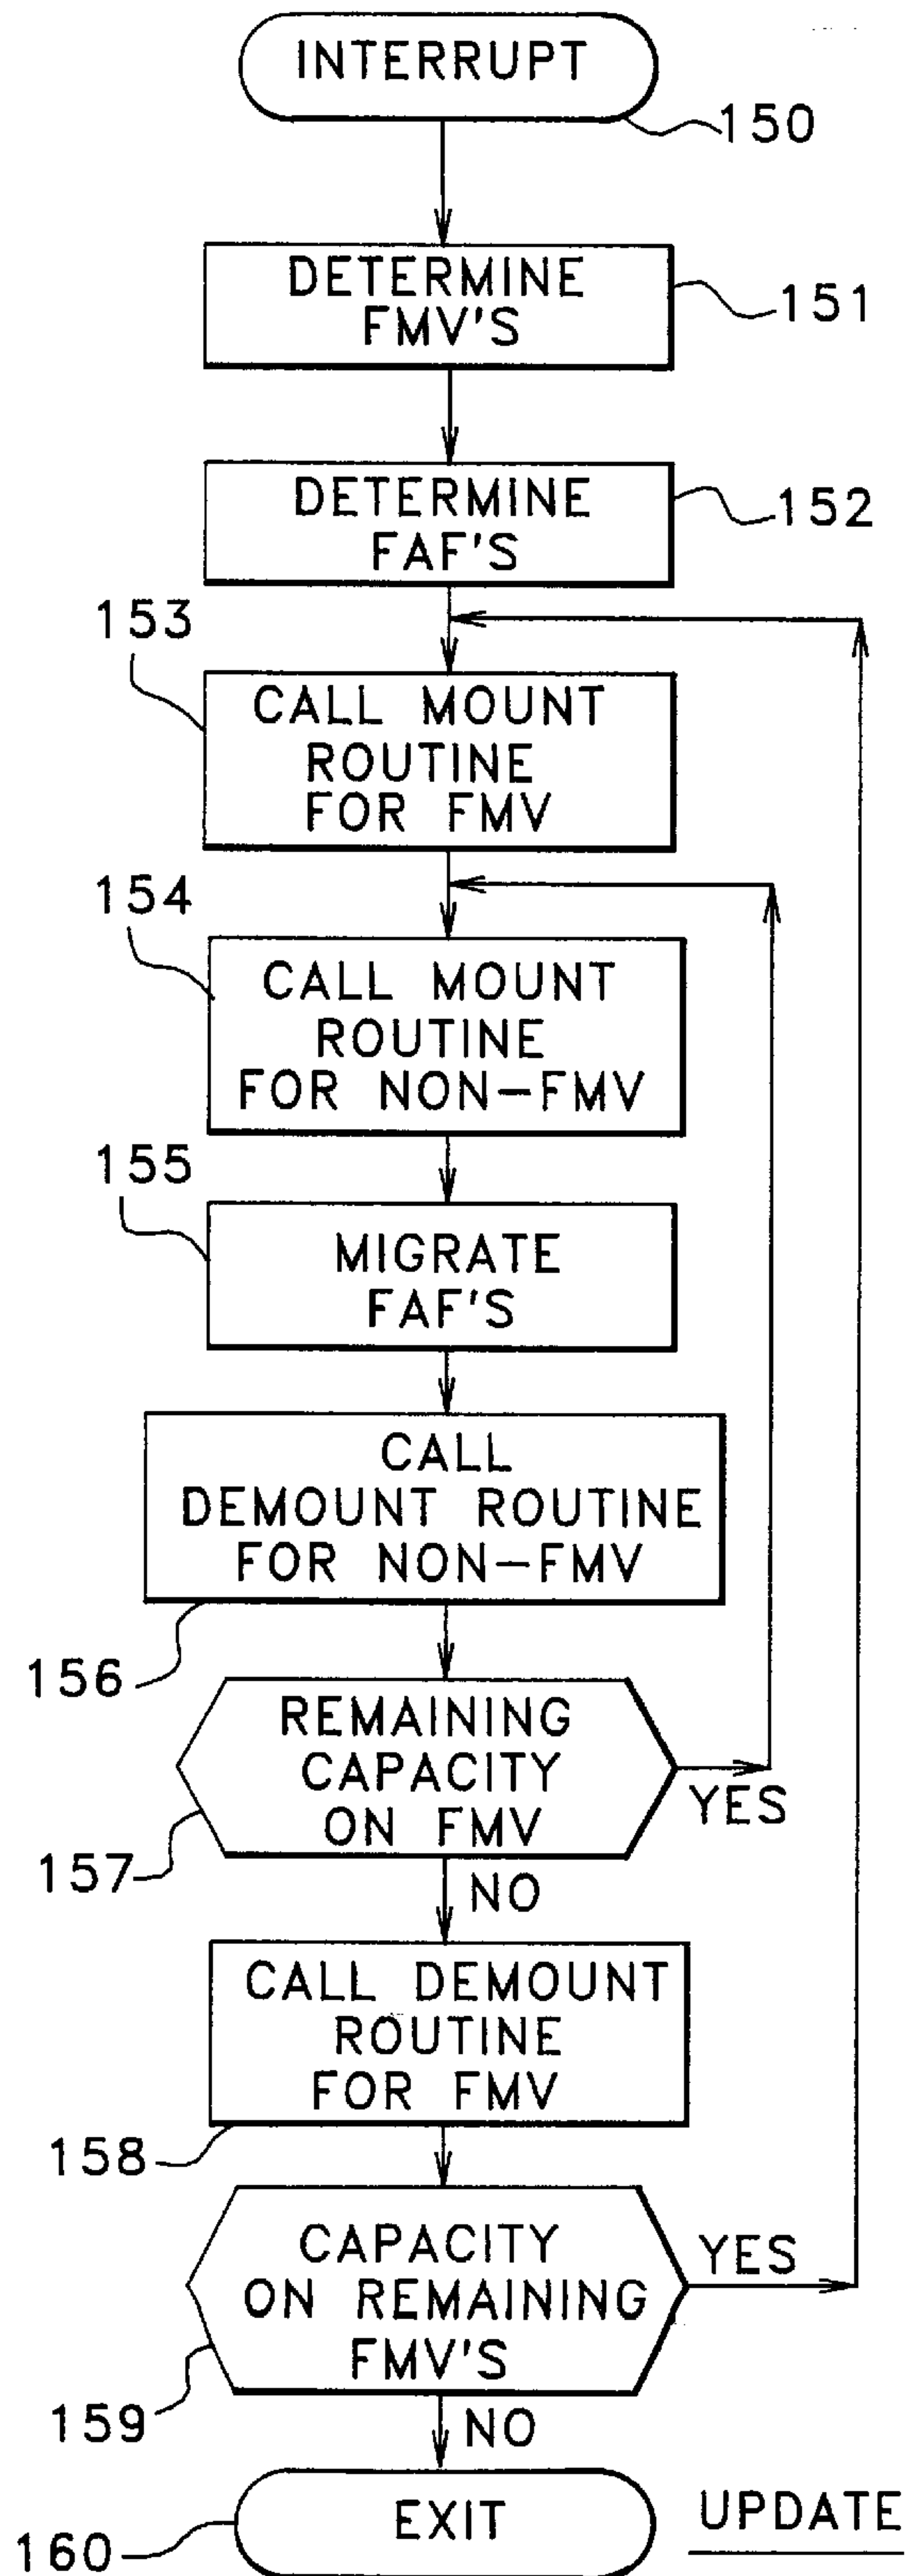 INTERRUPT
150
DETERMINE
FMV'S
151
DETERMINE
FAF'S
152
153
CALL MOUNT
ROUTINE
FOR FMV
154
CALL MOUNT
ROUTINE
FOR NON-FMV
155
MIGRATE
FAF'S
CALL
DEMOUNT ROUTINE
FOR NON-FMV
156
REMAINING
CAPACITY
ON FMV
YES
157
NO
CALL DEMOUNT
ROUTINE
FOR FMV
158
CAPACITY
ON REMAINING
FMV'S
YES
159
NO
EXIT
160
UPDATE